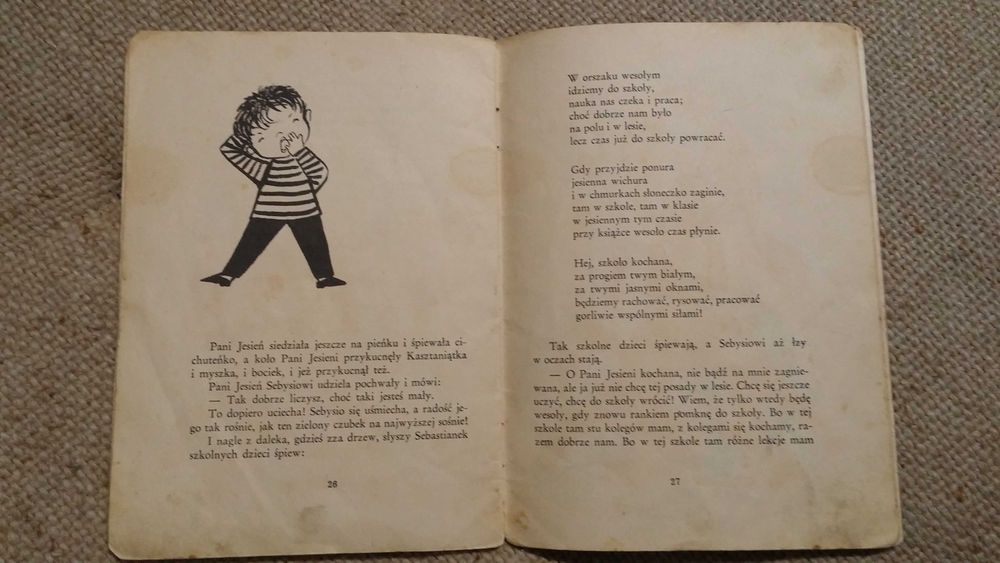 Pani Jesień siedziała jeszcze na pieńku i śpiewała ci-
chuteńko, a koło Pani Jesieni przykucnęły Kasztaniątka
i myszka, i bociek, i jeż przykucnął też.
Pani Jesień Sebysiowi udziela pochwały i mówi:
— Tak dobrze liczysz, choć taki jesteś mały.
To dopiero uciecha! Sebysio się uśmiecha, a radość je-
go tak rośnie, jak ten zielony czubek na najwyższej sośnie!
I nagle z daleka, gdzieś zza drzew, słyszy Sebastianek
szkolnych dzieci śpiew:
26
W orszaku wesołym
idziemy do szkoły,
nauka nas czeka i praca;
choć dobrze nam było
na polu i w lesie,
lecz czas już do szkoły powracać.
Gdy przyjdzie ponura
jesienna wichura
i w chmurkach słoneczko zaginie,
tam w szkole, tam w klasie
w jesiennym tym czasie
przy książce wesoło czas płynie.
Hej, szkoło kochana,
za progiem twym białym,
za twymi jasnymi oknami,
będziemy rachować, rysować, pracować
gorliwie wspólnymi siłami!
Tak szkolne dzieci śpiewają, a Sebysiowi aż łzy
w oczach stają.
— O Pani Jesieni kochana, nie bądź na mnie zagnie-
wana, ale ja już nie chcę tej posady w lesie. Chcę się jeszcze
uczyć, chcę do szkoły wrócić! Wiem, że tylko wtedy będę
wesoły, gdy znowu rankiem pomknę do szkoły. Bo w tej
szkole tam stu kolegów mam, z kolegami się kochamy, ra-
zem dobrze nam. Bo w tej szkole tam różne lekcje mam
27